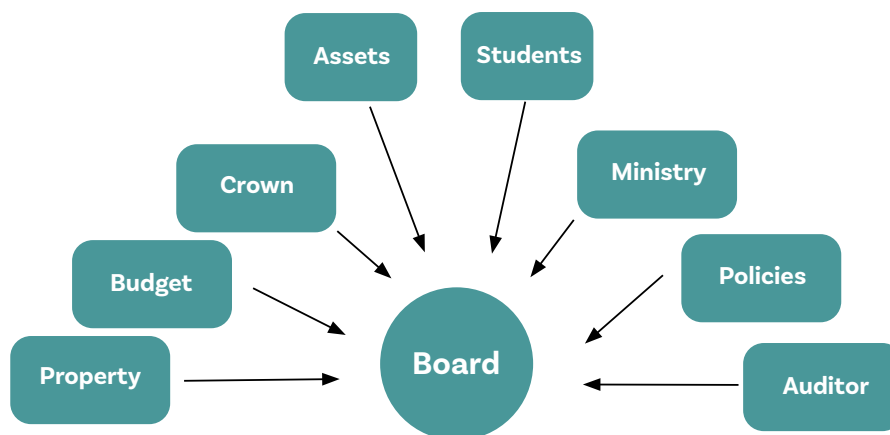 Assets
Students
Crown
Ministry
Budget
Policies
Property
Board
Auditor